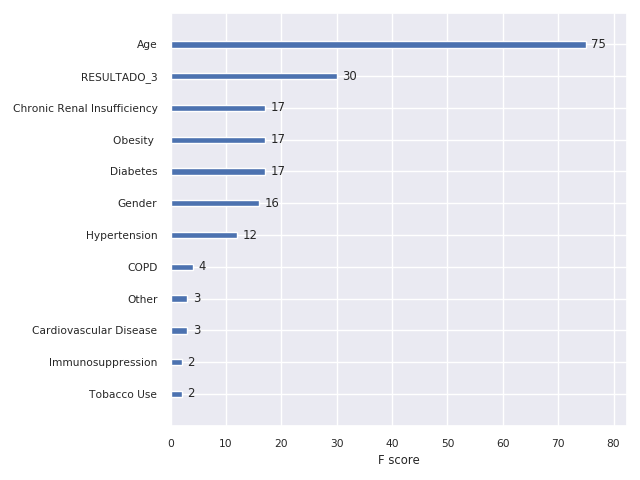 Age 75
RESULTADO_3 30
Chronic Renal Insufficiency 17
Obesity 17
Diabetes 17
Gender 16
Hypertension 12
COPD 4
Other 3
Cardiovascular Disease 3
Immunosuppression 2
Tobacco Use 2
0 10 20 30 40 50 60 70 80
F score